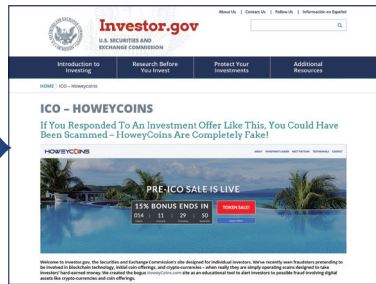 About Us | Contact Us | Follow Us | Información en Español
Investor.gov
U.S. SECURITIES AND
EXCHANGE COMMISSION
Introduction to
Investing
Research Before
You Invest
Protect Your
Investments
Additional
Resources
HOME | ICO – Howeycoins
ICO – HOWEYCOINS
If You Responded To An Investment Offer Like This, You Could Have
Been Scammed – HoweyCoins Are Completely Fake!
HOWEYCOINS
PRE-ICO SALE IS LIVE
15% BONUS ENDS IN
014 | 11 | 29 | 50
TOKEN SALE!
Welcome to Investor.gov, the Securities and Exchange Commission's site designed for individual investors. We've recently seen fraudsters pretending to
be involved in blockchain technology, initial coin offerings, and crypto-currencies – when really they are simply operating scams designed to take
investors' hard-earned money. We created the bogus HoweyCoins.com site as an educational tool to alert investors to possible fraud involving digital
assets like crypto-currencies and coin offerings.